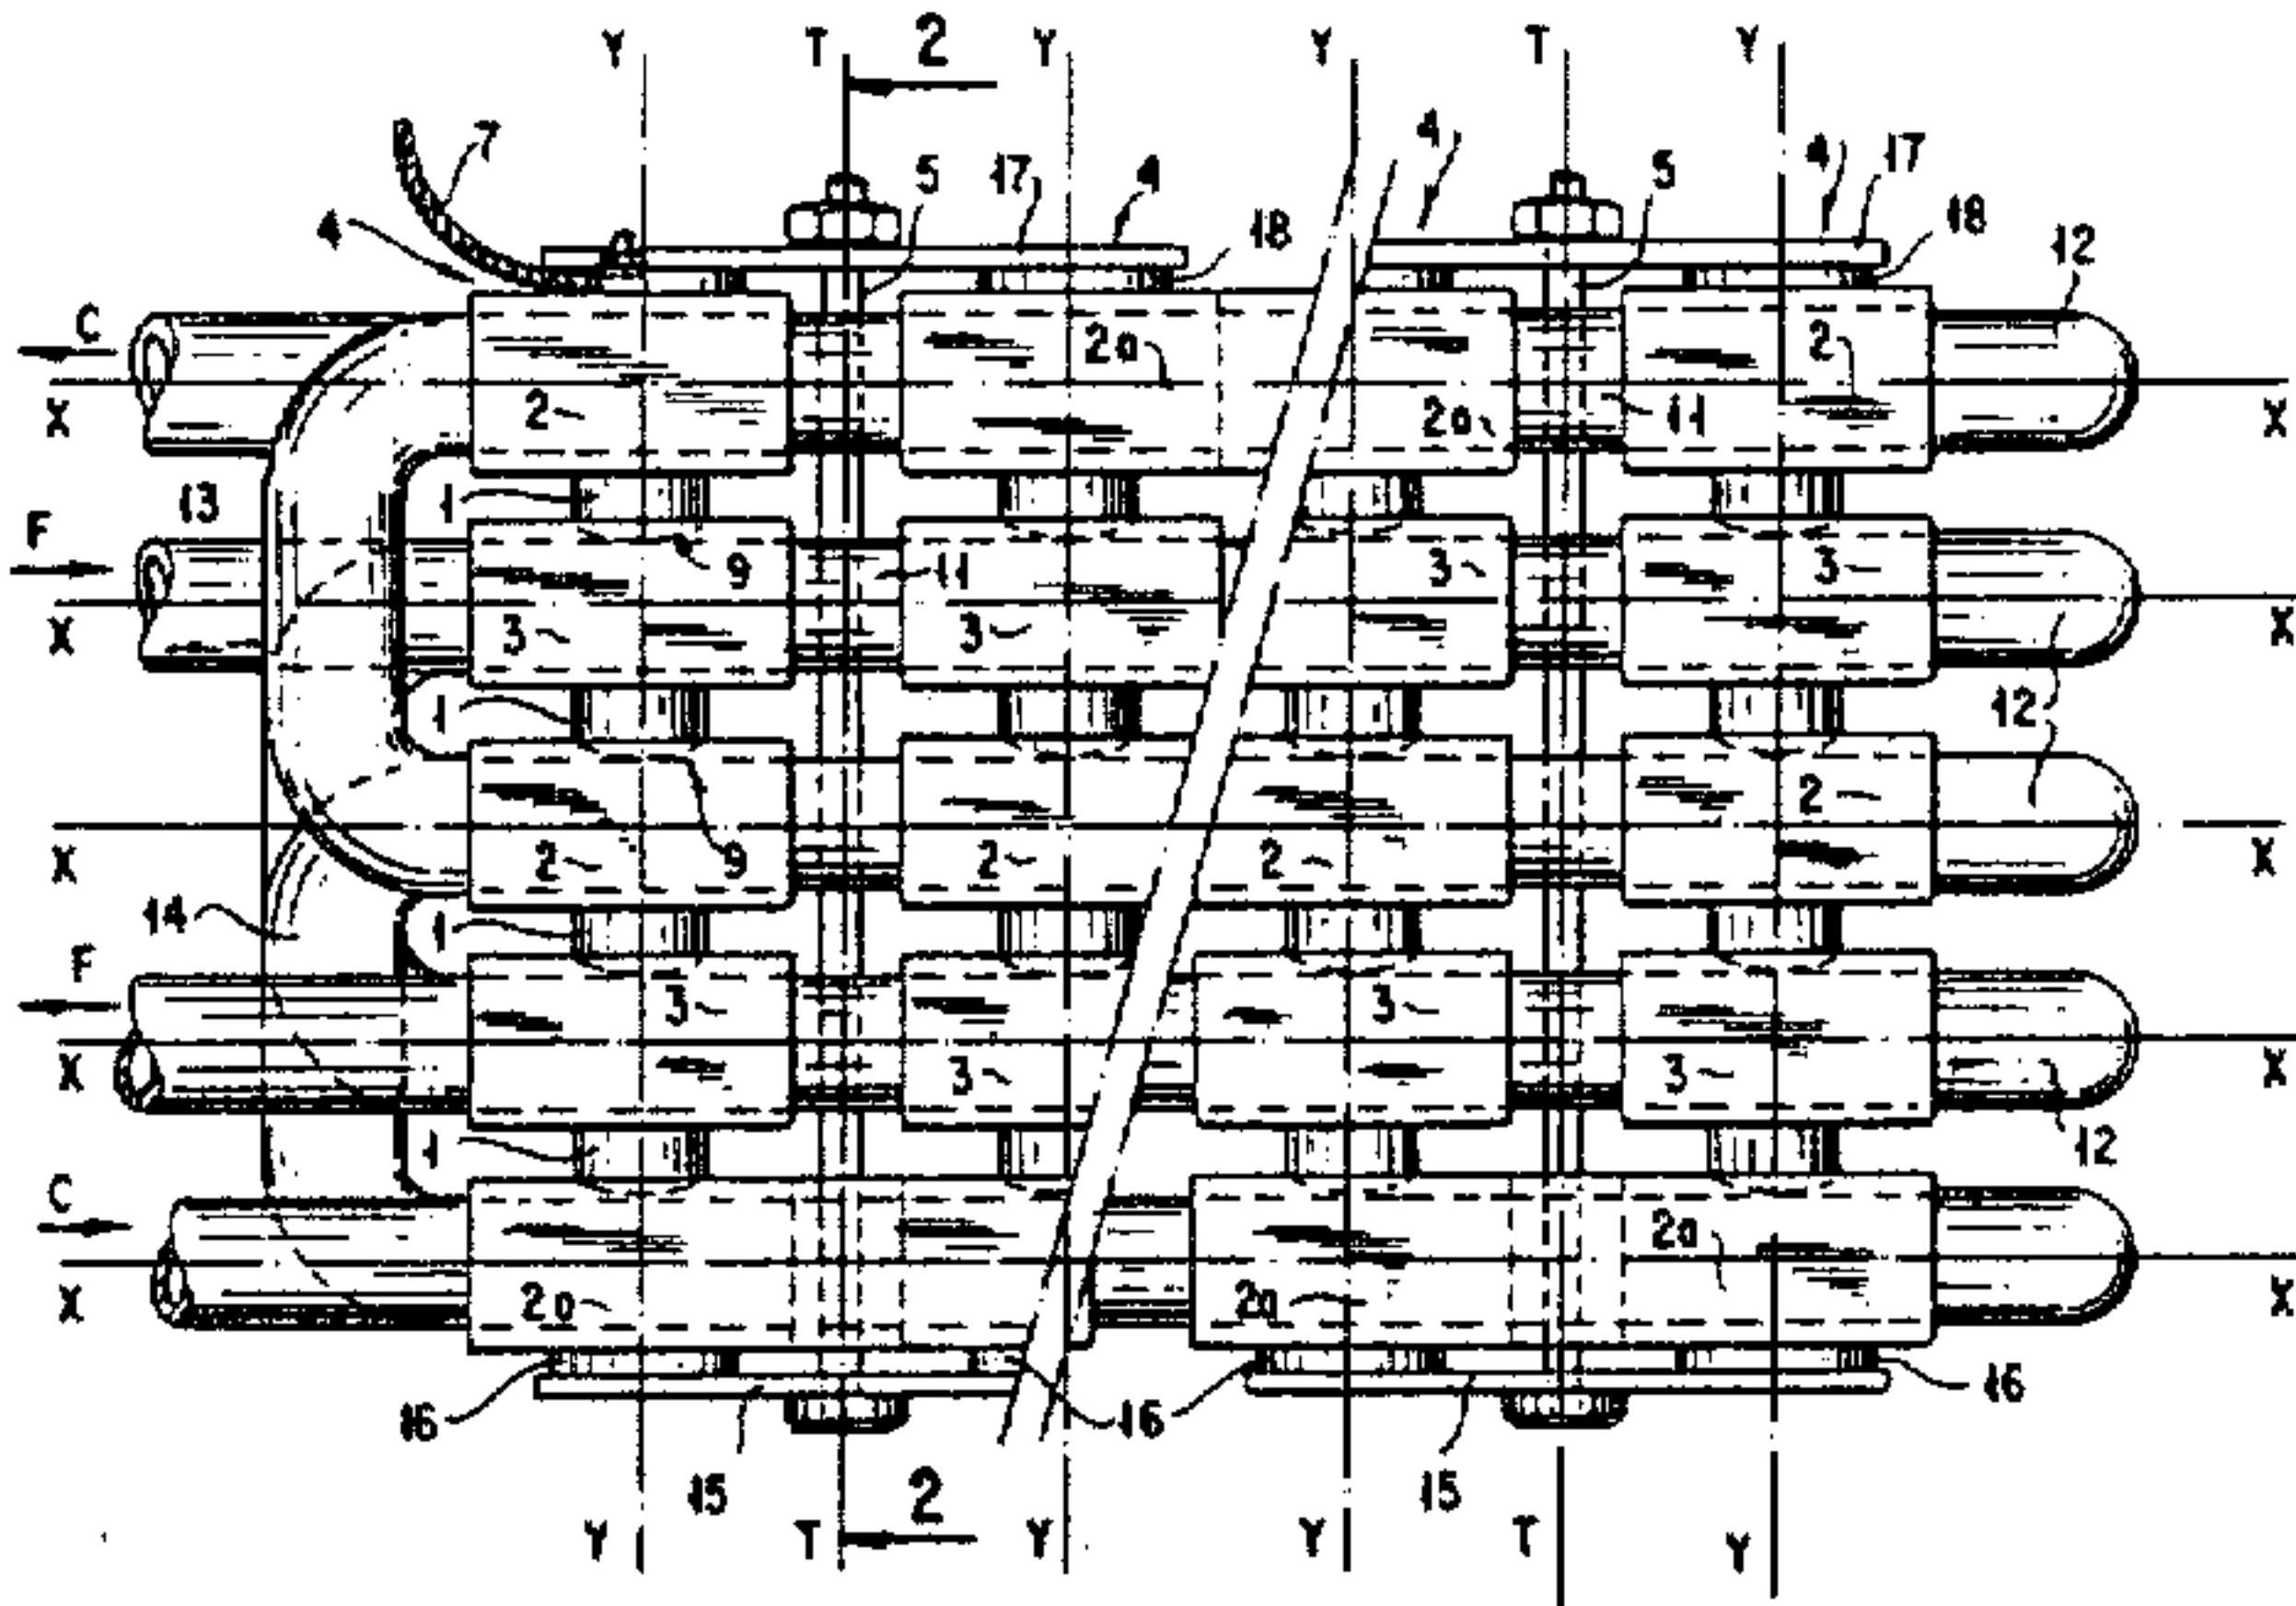 Y T 2 Y Y T Y
7 5 17 4 4 5 4 17
4 18 18 12
C 2a 2
X 2 2a 11 X
13 1
F 9 11 3 3
X 3 3 X
1 12
2
X 2 9 2 2 X
14 1
F 3 3
X 3 3 X
1 12
C 2a
X 2a 2a X
16 16 16
15 15
2
Y T Y Y T Y